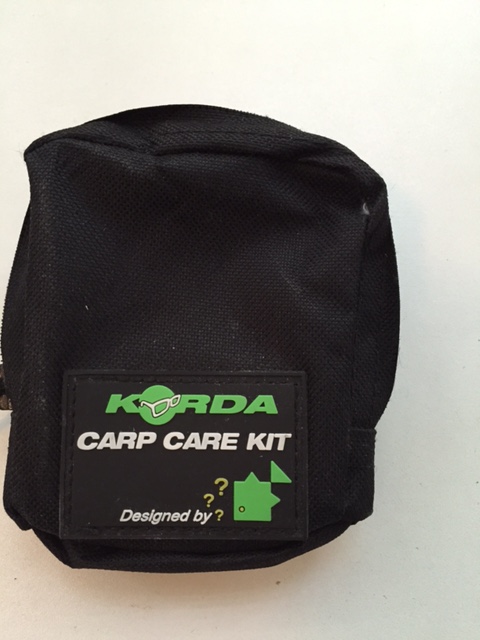 KORDA
CARP CARE KIT
?
?
Designed by ?